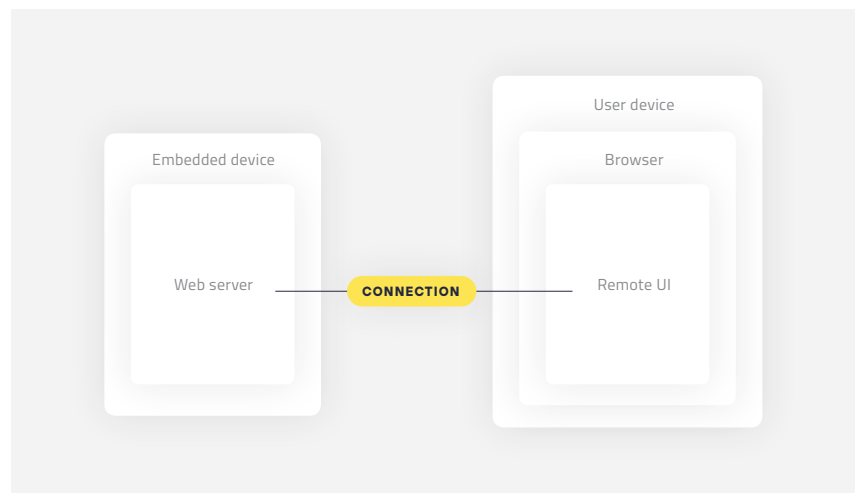 Embedded device
Web server
CONNECTION
User device
Browser
Remote UI